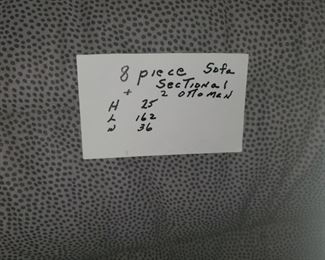 8 piece Sofa
Sectional
+ 2 OTTOMAN
H 25
L 162
W 36